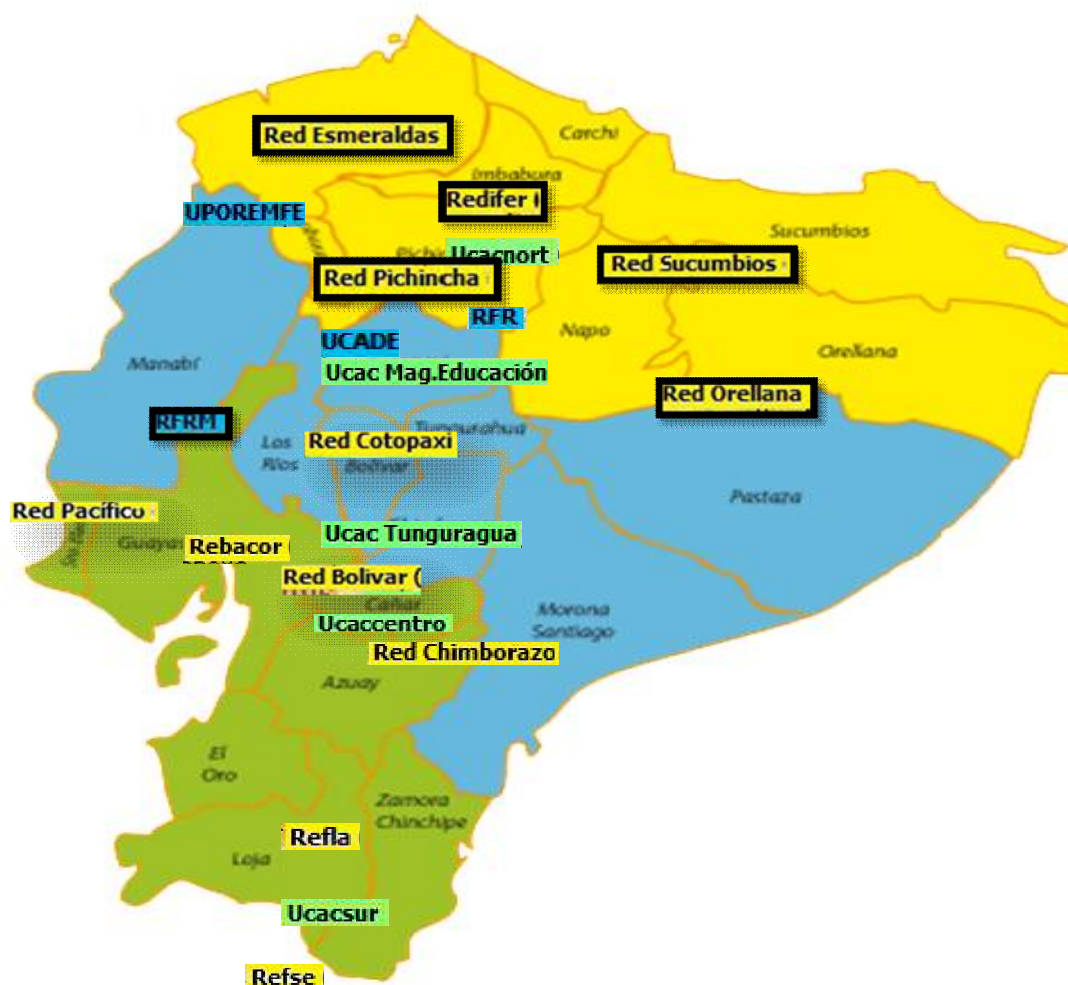 Red Esmeraldas
Carchi
Imbabura
Redifer (
UPOREMFE
Sucumbios
Ucacnort (
Red Sucumbios
Red Pichincha
RFR
Napo
UCADE
Orellana
Manabí
Ucac Mag.Educación
Red Orellana
RFRM
Tungurahua
Los
Ríos
Red Cotopaxi
Bolívar
Pastaza
Red Pacífico
Guayas
Ucac Tunguragua
Rebacor (
Red Bolivar (
Cañar
Morona
Santiago
Ucaccentro
Red Chimborazo
Azuay
El
Oro
Zamora
Chinchipe
Refla (
Loja
Ucacsur
Refse (